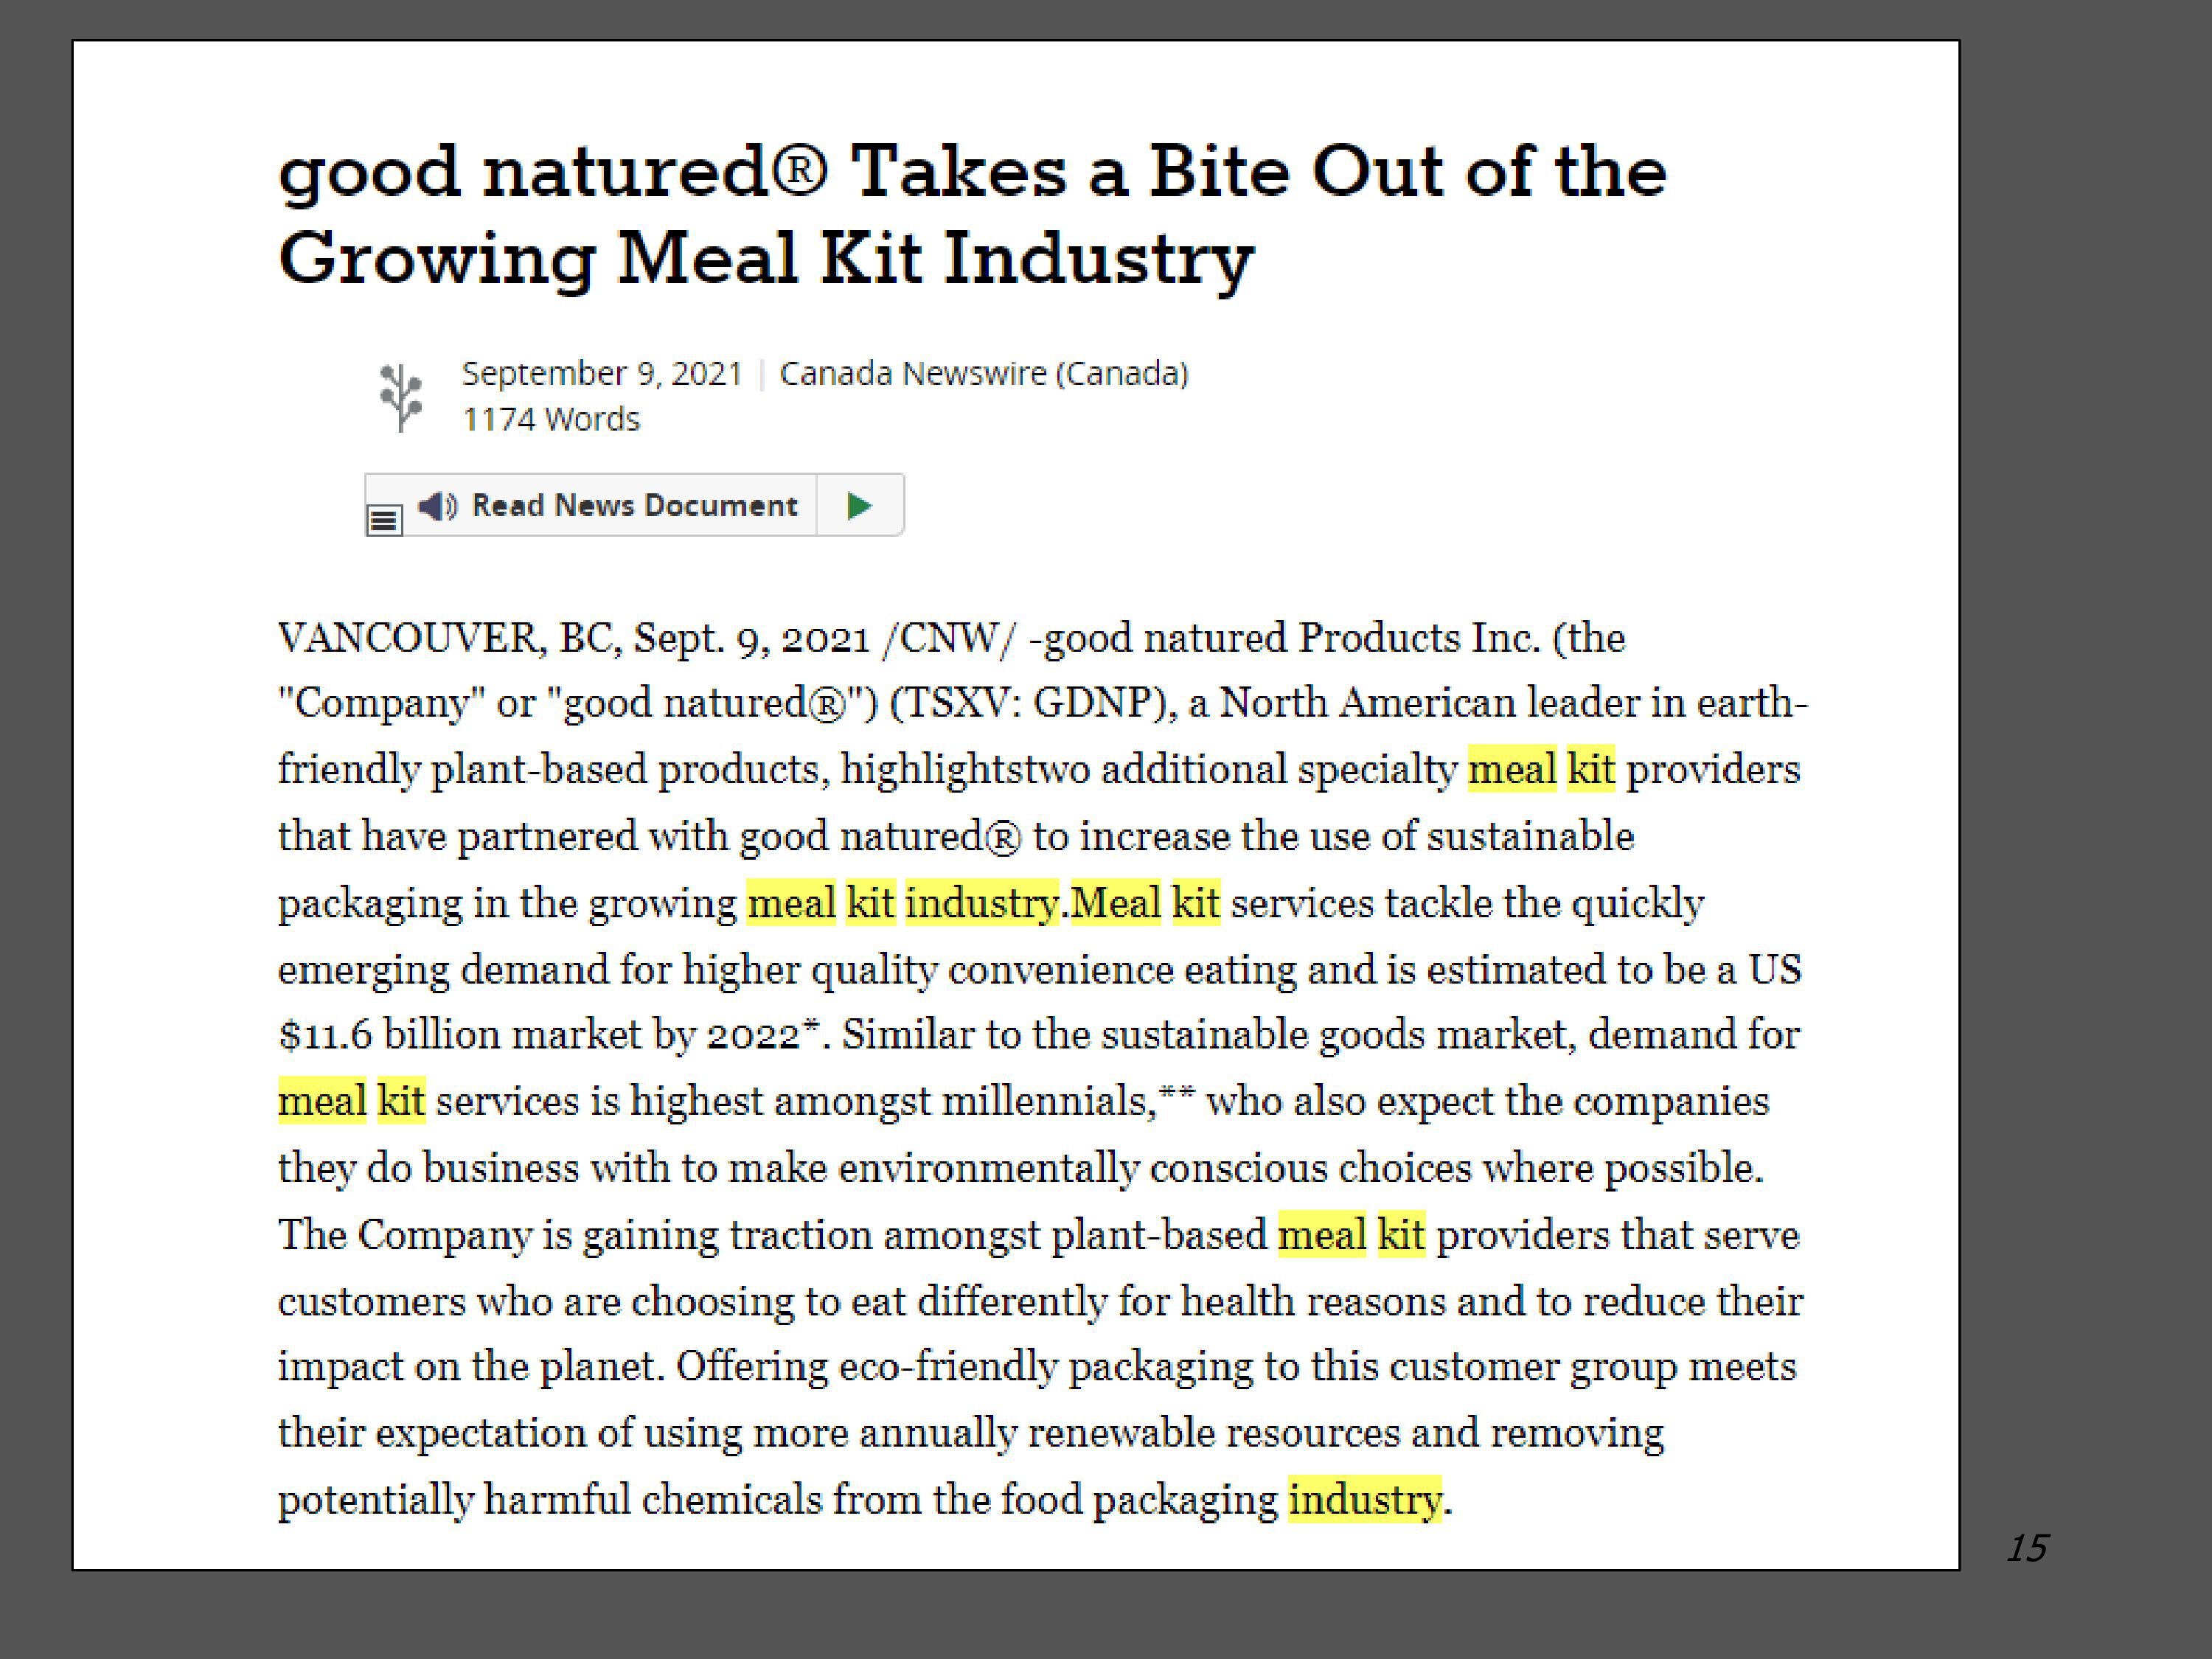 good natured® Takes a Bite Out of the
Growing Meal Kit Industry
September 9, 2021 | Canada Newswire (Canada)
1174 Words
Read News Document
VANCOUVER, BC, Sept. 9, 2021 /CNW/ -good natured Products Inc. (the
"Company" or "good natured®") (TSXV: GDNP), a North American leader in earth-
friendly plant-based products, highlightstwo additional specialty meal kit providers
that have partnered with good natured® to increase the use of sustainable
packaging in the growing meal kit industry.Meal kit services tackle the quickly
emerging demand for higher quality convenience eating and is estimated to be a US
$11.6 billion market by 2022*. Similar to the sustainable goods market, demand for
meal kit services is highest amongst millennials,** who also expect the companies
they do business with to make environmentally conscious choices where possible.
The Company is gaining traction amongst plant-based meal kit providers that serve
customers who are choosing to eat differently for health reasons and to reduce their
impact on the planet. Offering eco-friendly packaging to this customer group meets
their expectation of using more annually renewable resources and removing
potentially harmful chemicals from the food packaging industry.
15